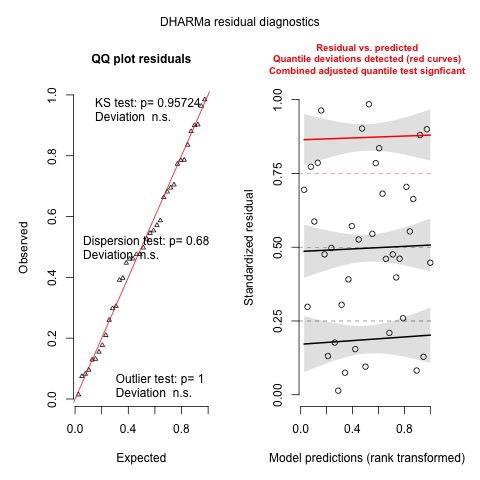 DHARMa residual diagnostics
QQ plot residuals
KS test: p= 0.95724
Deviation n.s.
Dispersion test: p= 0.68
Deviation n.s.
Outlier test: p= 1
Deviation n.s.
Observed
0.0
0.2
0.4
0.6
0.8
1.0
0.0
0.4
0.8
Expected
Residual vs. predicted
Quantile deviations detected (red curves)
Combined adjusted quantile test signficant
Standardized residual
0.00
0.25
0.50
0.75
1.00
0.0
0.4
0.8
Model predictions (rank transformed)